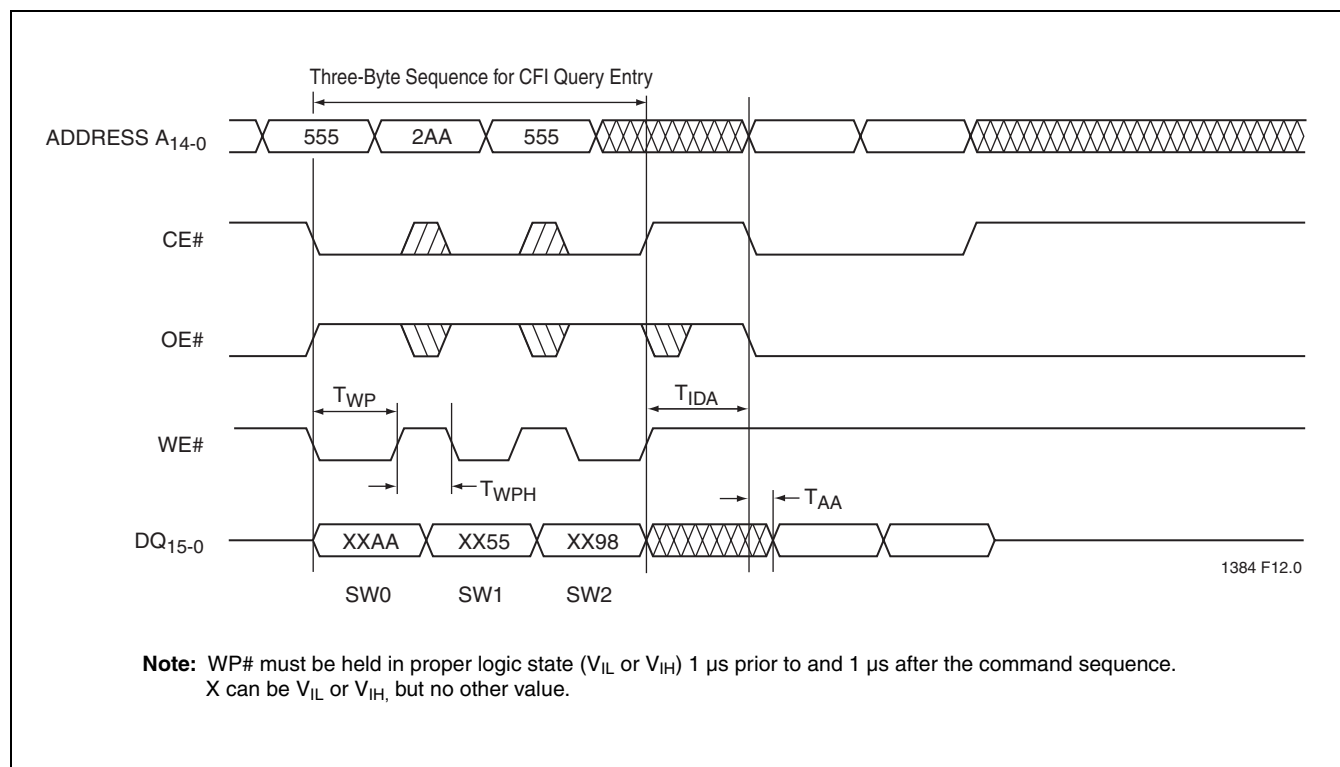 Three-Byte Sequence for CFI Query Entry
ADDRESS A14-0
555 2AA 555
CE#
OE#
TWP TIDA
WE#
TWPH TAA
DQ15-0
XXAA XX55 XX98
1384 F12.0
SW0 SW1 SW2
Note: WP# must be held in proper logic state (VIL or VIH) 1 µs prior to and 1 µs after the command sequence.
X can be VIL or VIH, but no other value.